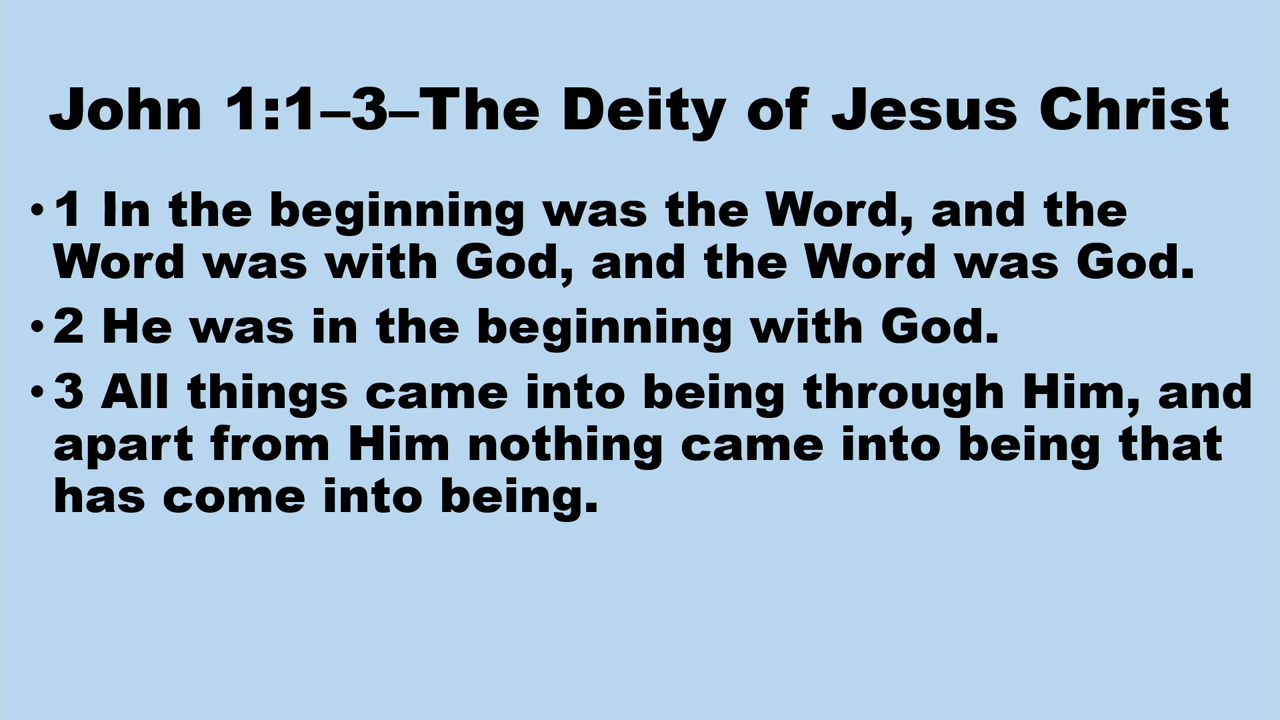 John 1:1–3–The Deity of Jesus Christ
•1 In the beginning was the Word, and the
Word was with God, and the Word was God.
•2 He was in the beginning with God.
•3 All things came into being through Him, and
apart from Him nothing came into being that
has come into being.